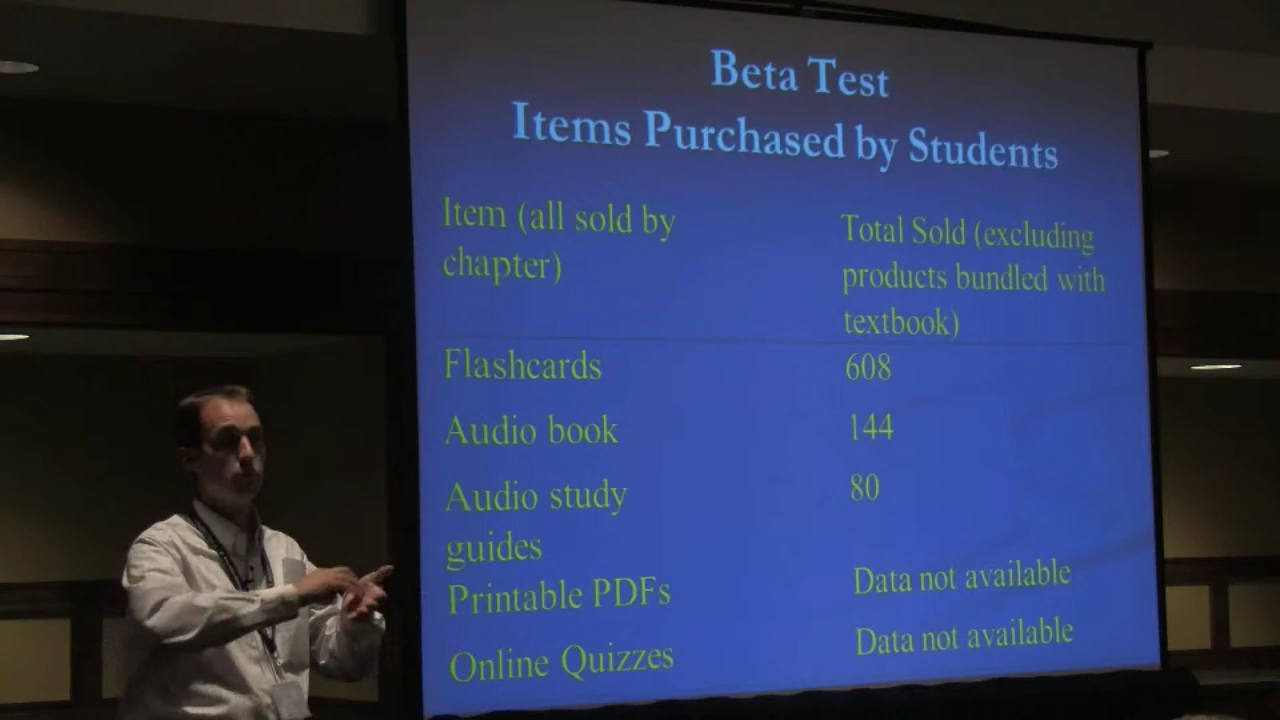 Beta Test
Items Purchased by Students
Item (all sold by
chapter)
Total Sold (excluding
products bundled with
textbook)
Flashcards
608
Audio book
144
Audio study
guides
80
Printable PDFs
Data not available
Online Quizzes
Data not available